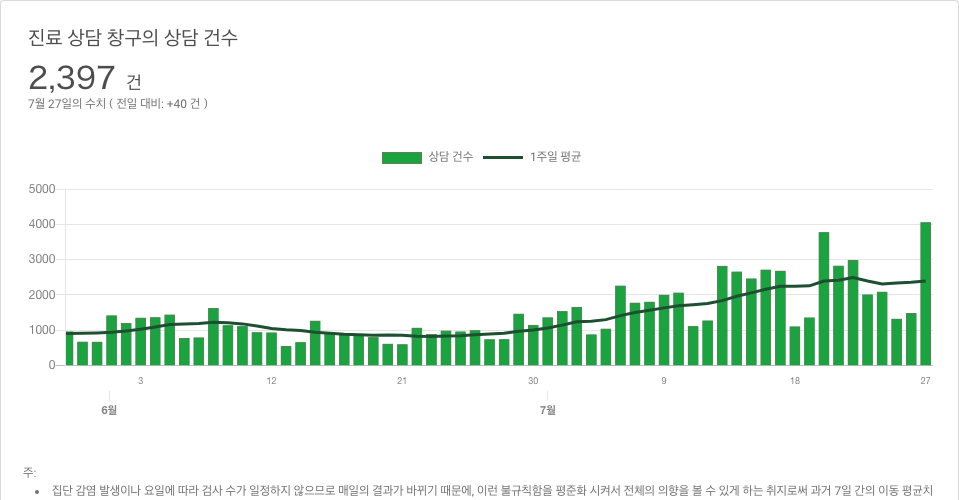 진료 상담 창구의 상담 건수
2,397 건
7월 27일의 수치 ( 전일 대비: +40 건 )
상담 건수 1주일 평균
5000
4000
3000
2000
1000
0
3 12 21 30 9 18 27
6월 7월
주:
• 집단 감염 발생이나 요일에 따라 검사 수가 일정하지 않으므로 매일의 결과가 바뀌기 때문에, 이런 불규칙함을 평준화 시켜서 전체의 의향을 볼 수 있게 하는 취지로써 과거 7일 간의 이동 평균치